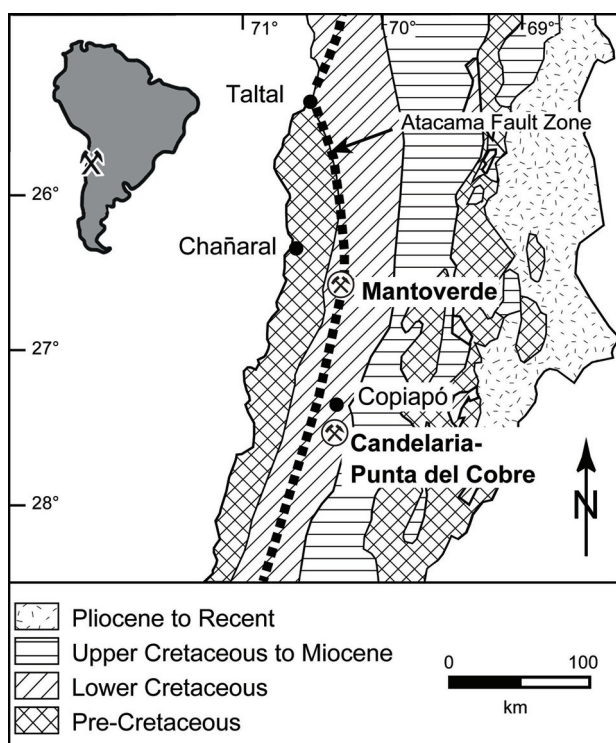 71°
70°
69°
Taltal
Atacama Fault Zone
26°
Chañaral
Mantoverde
27°
Copiapó
Candelaria-
Punta del Cobre
28°
N
Pliocene to Recent
Upper Cretaceous to Miocene
Lower Cretaceous
Pre-Cretaceous
0 100
km